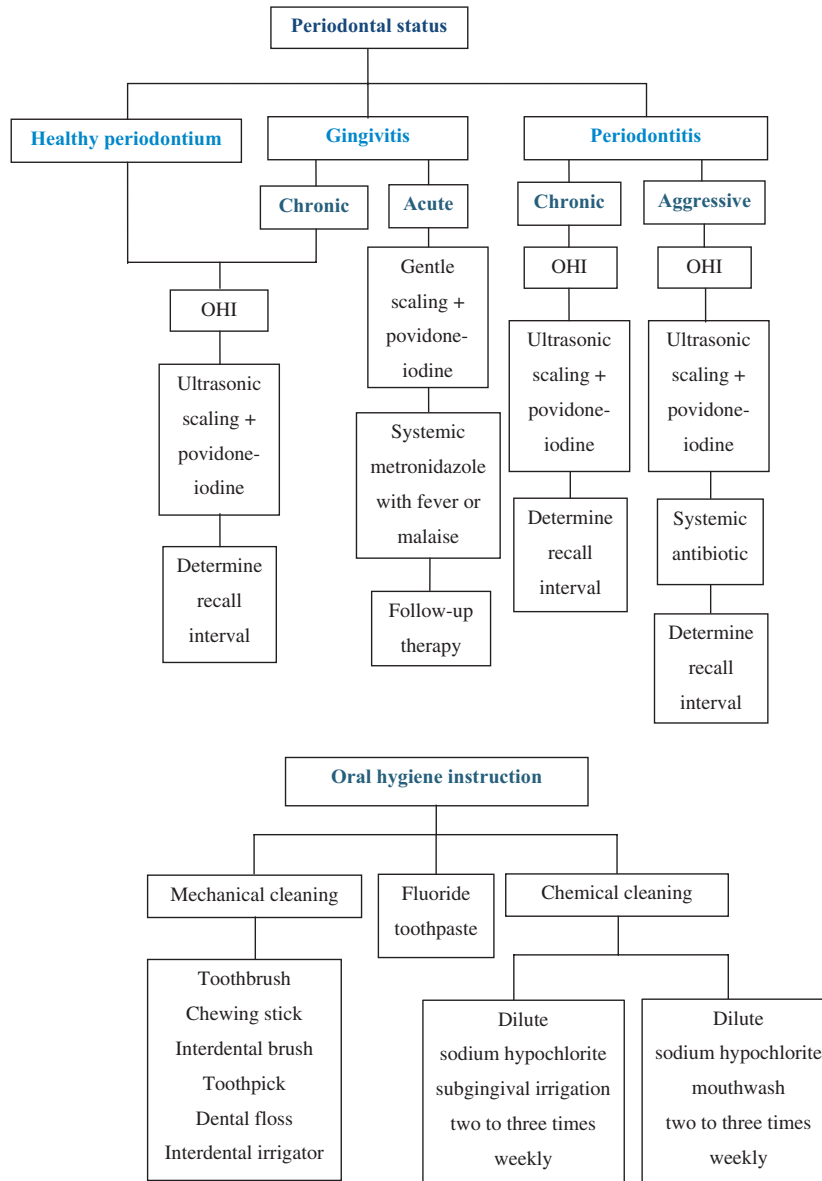 Periodontal status
Healthy periodontium
Gingivitis
Periodontitis
Chronic
Acute
Chronic
Aggressive
OHI
Ultrasonic
scaling +
povidone-
iodine
Determine
recall
interval
Gentle
scaling +
povidone-
iodine
Systemic
metronidazole
with fever or
malaise
Follow-up
therapy
OHI
Ultrasonic
scaling +
povidone-
iodine
Determine
recall
interval
OHI
Ultrasonic
scaling +
povidone-
iodine
Systemic
antibiotic
Determine
recall
interval
Oral hygiene instruction
Mechanical cleaning
Toothbrush
Chewing stick
Interdental brush
Toothpick
Dental floss
Interdental irrigator
Fluoride
toothpaste
Chemical cleaning
Dilute
sodium hypochlorite
subgingival irrigation
two to three times
weekly
Dilute
sodium hypochlorite
mouthwash
two to three times
weekly